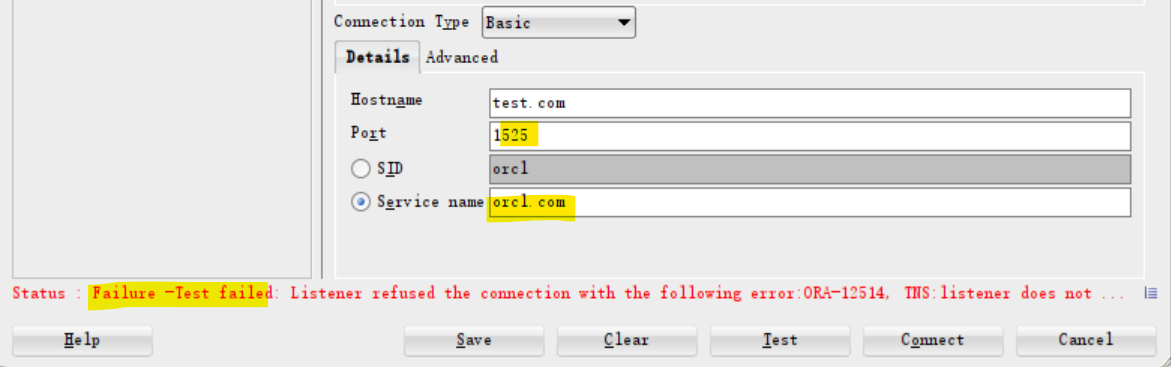 Connection Type Basic
Details Advanced
Hostname test.com
Port 1525
SID orcl
Service name orcl.com
Status : Failure -Test failed: Listener refused the connection with the following error:ORA-12514, TNS:listener does not ...
Help Save Clear Test Connect Cancel